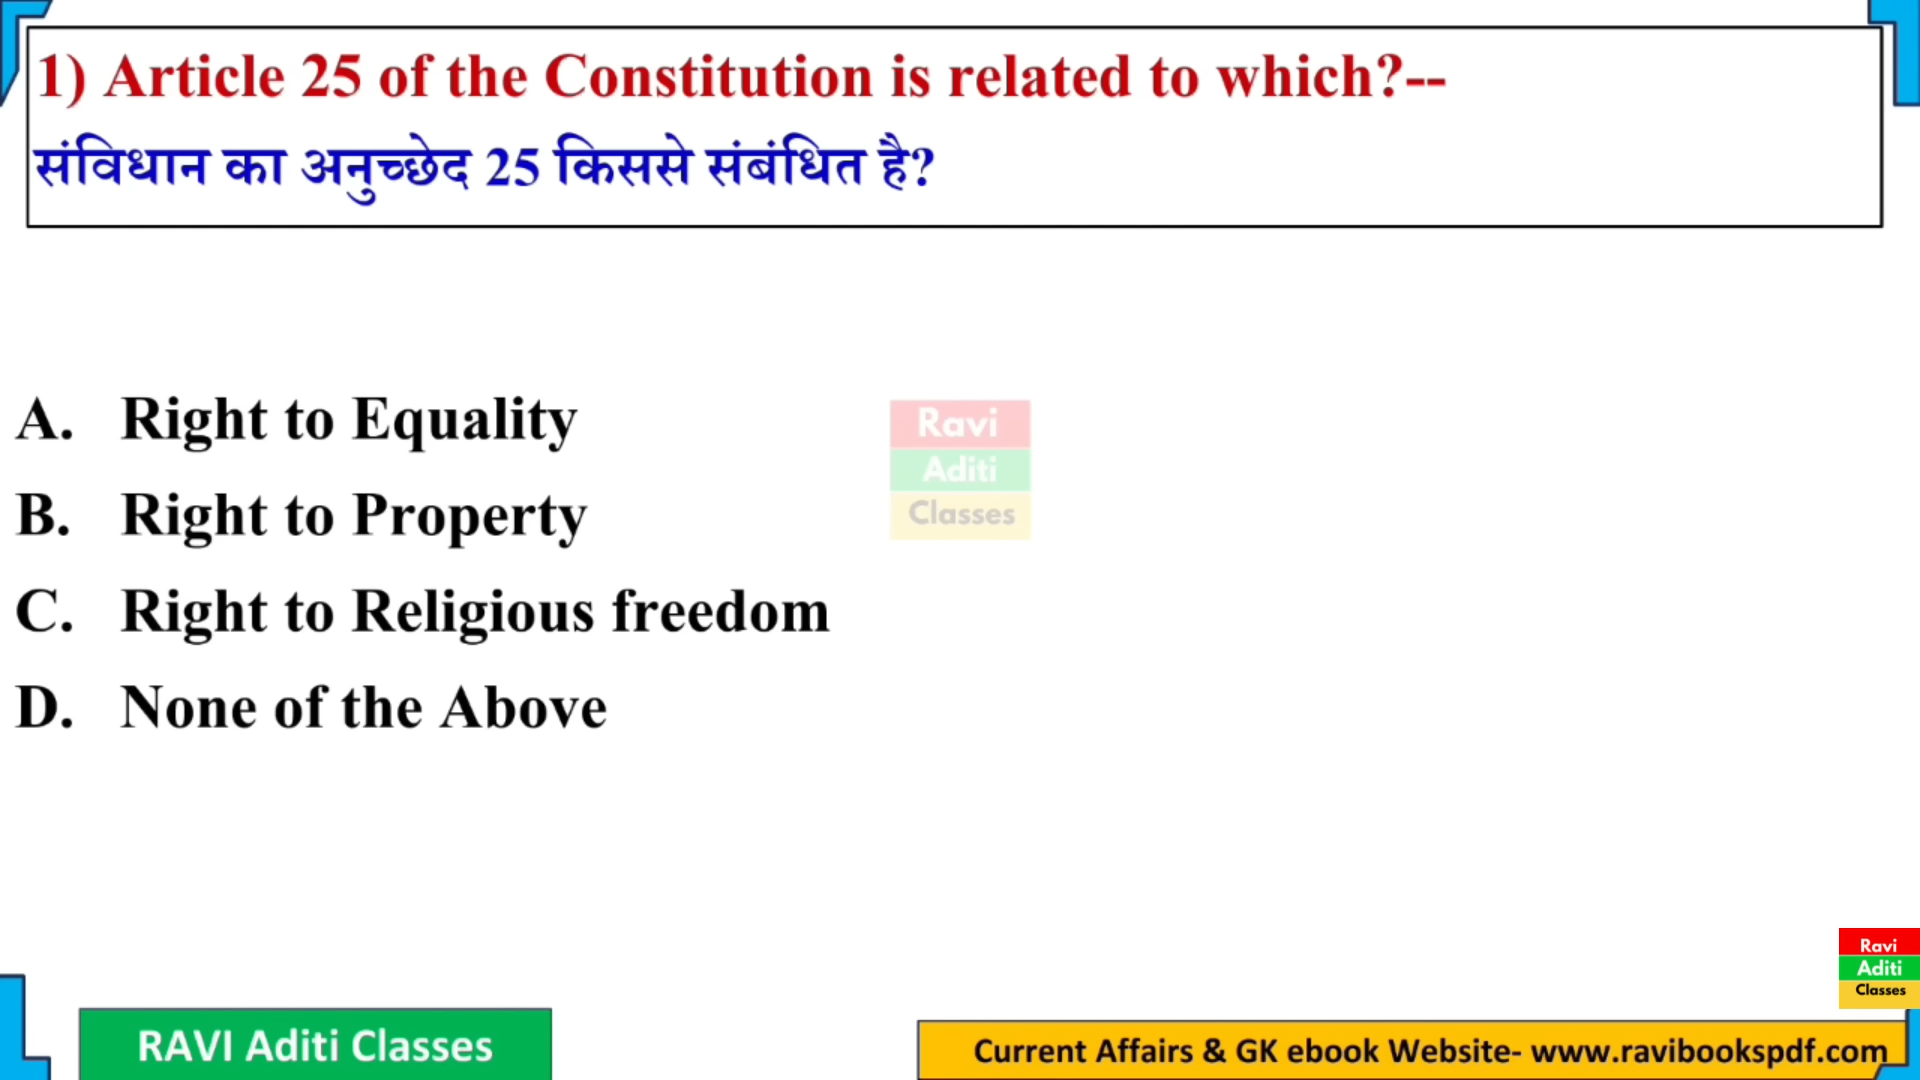 1) Article 25 of the Constitution is related to which?--
संविधान का अनुच्छेद 25 किससे संबंधित है?
A. Right to Equality
B. Right to Property
C. Right to Religious freedom
D. None of the Above
Ravi
Aditi
Classes
Ravi
Aditi
Classes
RAVI Aditi Classes
Current Affairs & GK ebook Website- www.ravibookspdf.com